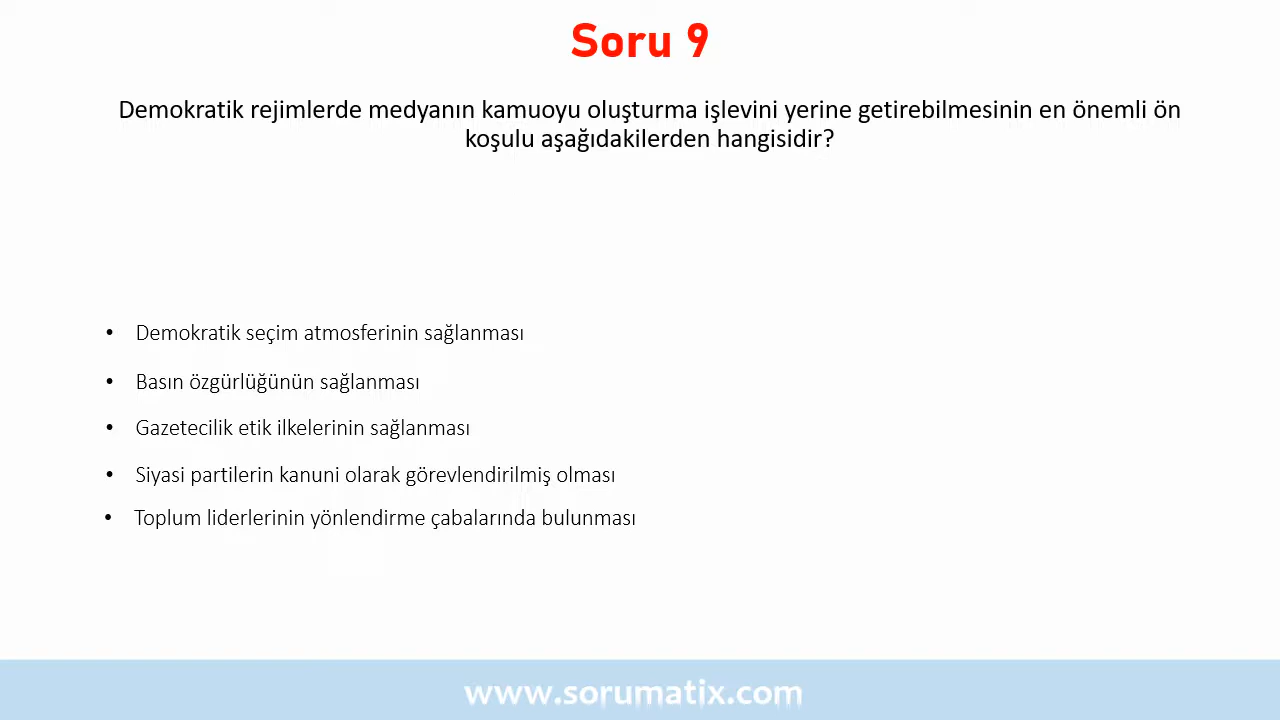 Soru 9
Demokratik rejimlerde medyanın kamuoyu oluşturma işlevini yerine getirebilmesinin en önemli ön
koşulu aşağıdakilerden hangisidir?
• Demokratik seçim atmosferinin sağlanması
• Basın özgürlüğünün sağlanması
• Gazetecilik etik ilkelerinin sağlanması
• Siyasi partilerin kanuni olarak görevlendirilmiş olması
• Toplum liderlerinin yönlendirme çabalarında bulunması
www.sorumatix.com